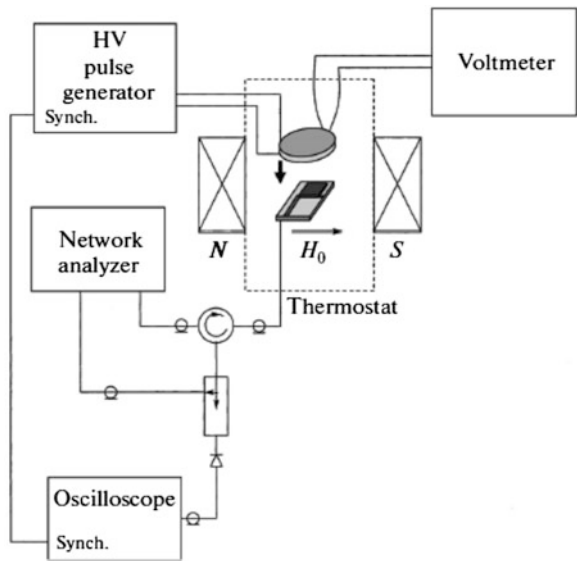 HV
pulse
generator
Synch.
Voltmeter
Network
analyzer
N
H₀
S
Thermostat
Oscilloscope
Synch.